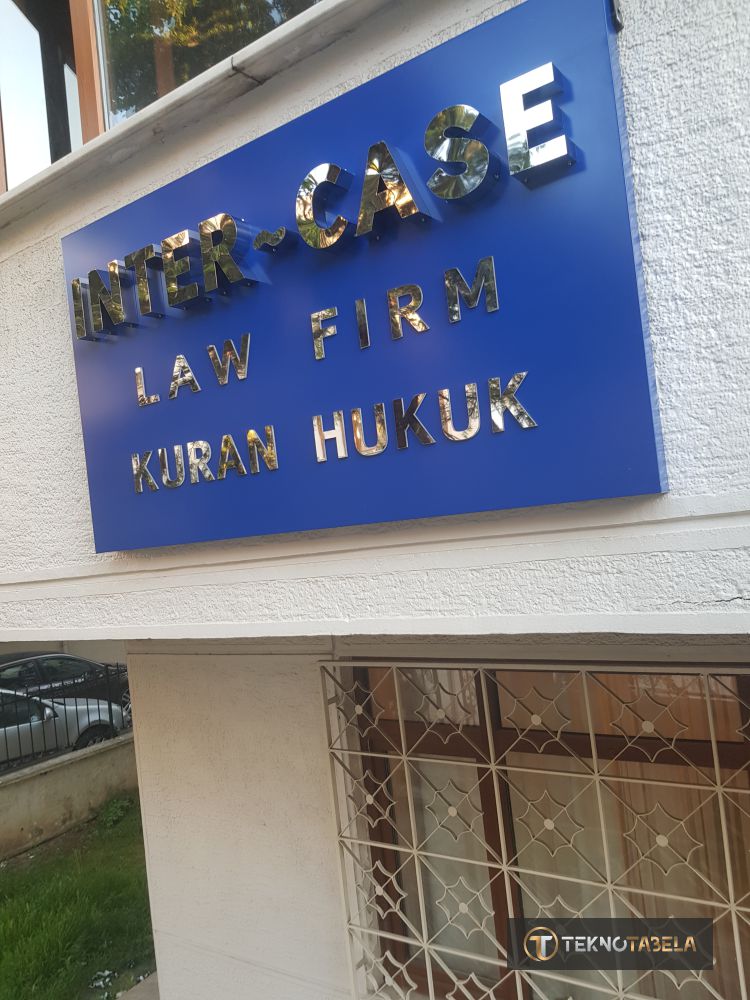 INTER~CASE
LAW FIRM
KURAN HUKUK
TEKNOTABELA